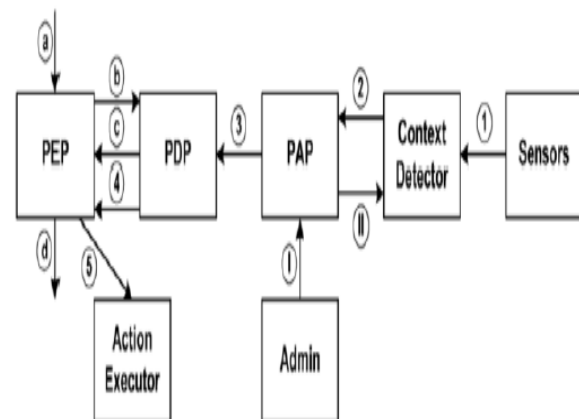 a
b
2
PEP
c
PDP
3
PAP
Context
Detector
1
Sensors
4
II
d
5
I
Action
Executor
Admin